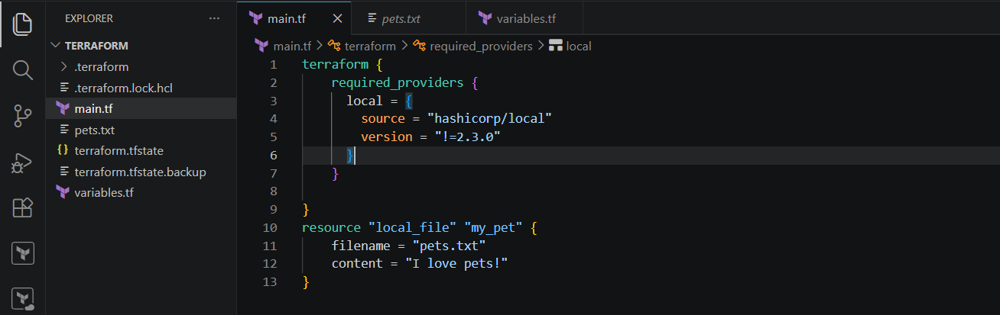 EXPLORER ···
TERRAFORM
.terraform
.terraform.lock.hcl
main.tf
pets.txt
{} terraform.tfstate
terraform.tfstate.backup
variables.tf
main.tf pets.txt variables.tf
main.tf > terraform > required_providers > local
1 terraform {
2 required_providers {
3 local = {
4 source = "hashicorp/local"
5 version = "!=2.3.0"
6 }
7 }
8
9 }
10 resource "local_file" "my_pet" {
11 filename = "pets.txt"
12 content = "I love pets!"
13 }